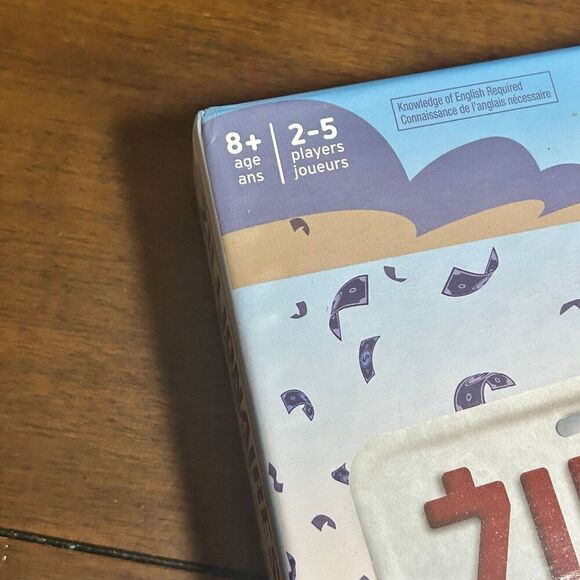 8+
age
ans
2-5
players
joueurs
Knowledge of English Required
Connaissance de l'anglais nécessaire